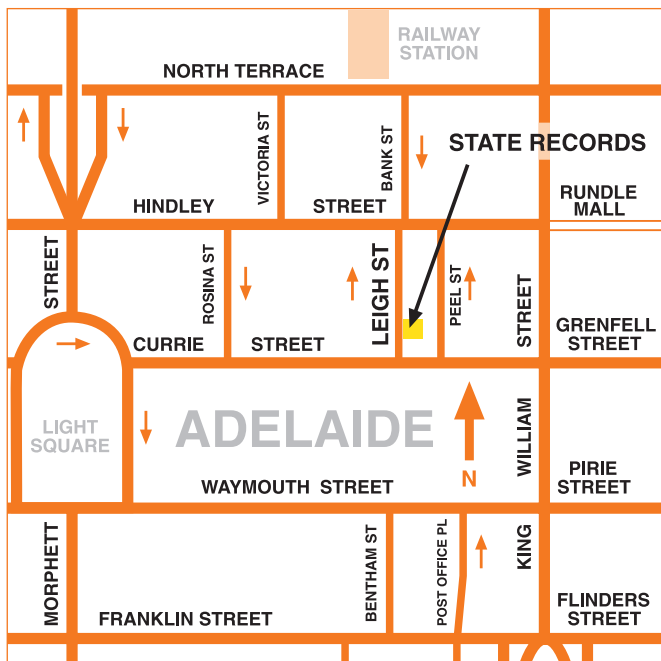 RAILWAY
STATION
NORTH TERRACE
VICTORIA ST
BANK ST
STATE RECORDS
HINDLEY STREET
RUNDLE
MALL
STREET
ROSINA ST
LEIGH ST
PEEL ST
STREET
GRENFELL
STREET
CURRIE STREET
LIGHT
SQUARE
ADELAIDE
N
WILLIAM
WAYMOUTH STREET
PIRIE
STREET
MORPHETT
BENTHAM ST
POST OFFICE PL
KING
FRANKLIN STREET
FLINDERS
STREET